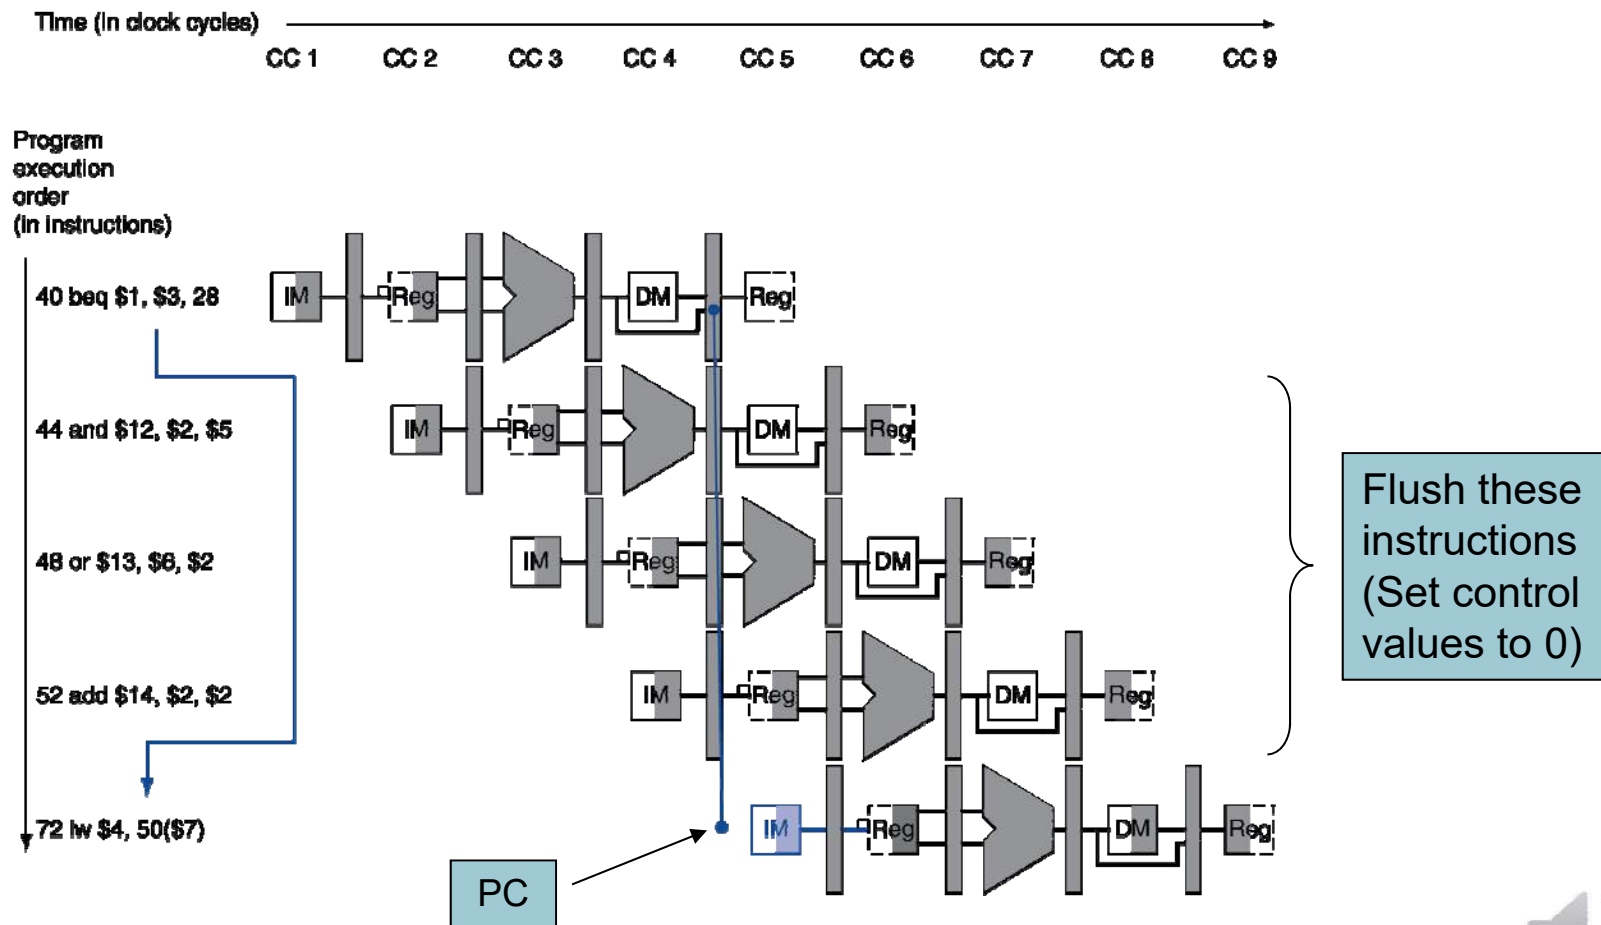 Time (in clock cycles)
CC 1 CC 2 CC 3 CC 4 CC 5 CC 6 CC 7 CC 8 CC 9
Program
execution
order
(in instructions)
40 beq $1, $3, 28
IM Reg DM Reg
44 and $12, $2, $5
IM Reg DM Reg
48 or $13, $6, $2
IM Reg DM Reg
52 add $14, $2, $2
IM Reg DM Reg
72 lw $4, 50($7)
IM Reg DM Reg
Flush these
instructions
(Set control
values to 0)
PC